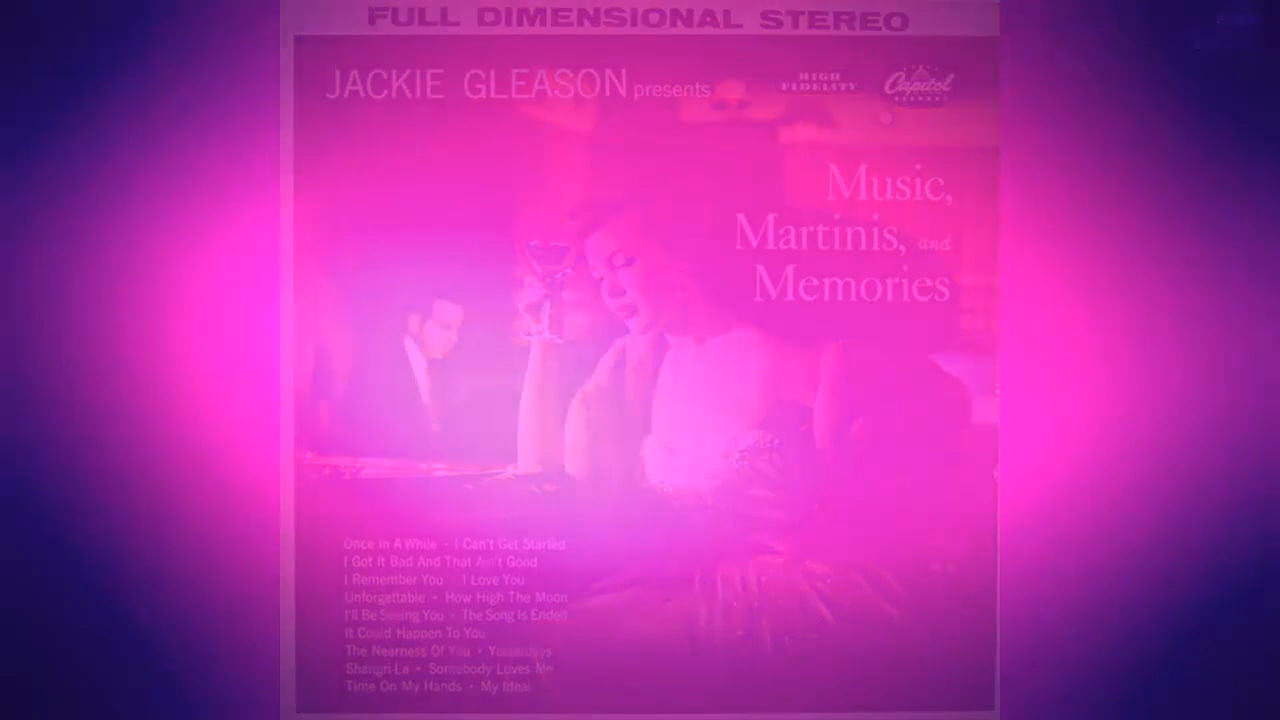 FULL DIMENSIONAL STEREO
JACKIE GLEASON presents
HIGH
FIDELITY
Capitol
RECORDS
Music,
Martinis, and
Memories
Once in A While - I Can't Get Started
I Got It Bad And That Ain't Good
I Remember You - I Love You
Unforgettable • How High The Moon
I'll Be Seeing You • The Song Is Ended
It Could Happen To You
The Nearness Of You • Yesterdays
Shangri-La • Somebody Loves Me
Time On My Hands • My Ideal